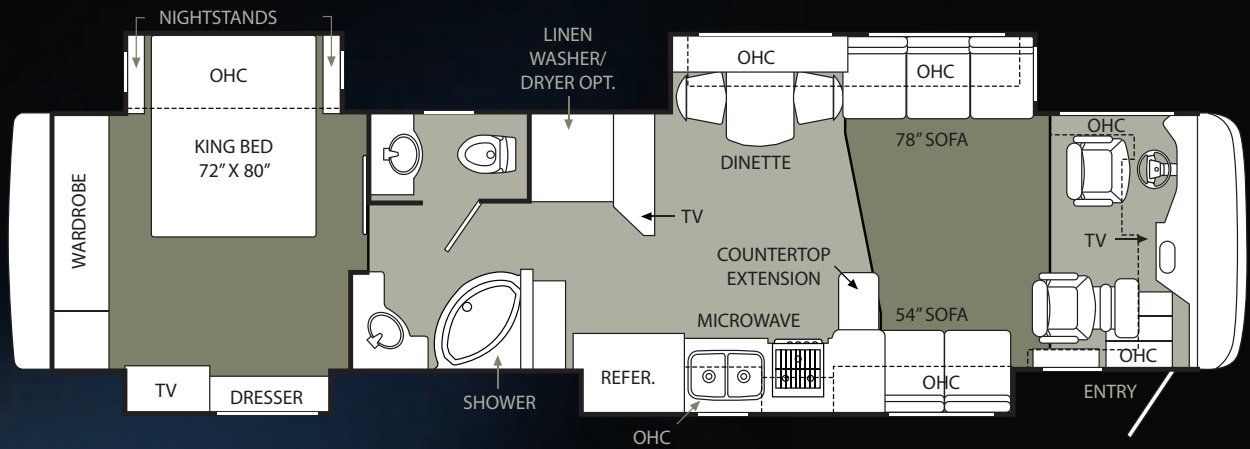 NIGHTSTANDS
OHC
KING BED
72” X 80”
WARDROBE
TV
DRESSER
LINEN
WASHER/
DRYER OPT.
TV
SHOWER
OHC
DINETTE
OHC
78” SOFA
COUNTERTOP
EXTENSION
MICROWAVE
REFER.
OHC
54” SOFA
OHC
OHC
TV
OHC
ENTRY